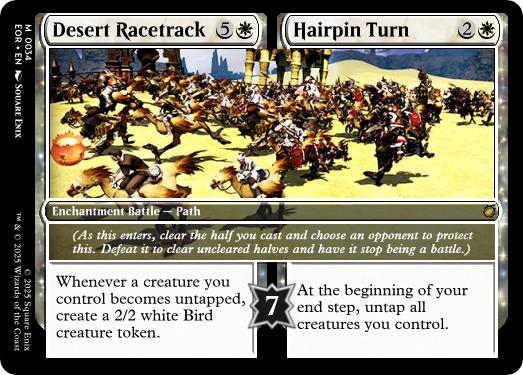 Desert Racetrack 5
Hairpin Turn 2
Enchantment Battle — Path
(As this enters, clear the half you cast and choose an opponent to protect
this. Defeat it to clear uncleared halves and have it stop being a battle.)
Whenever a creature you
control becomes untapped,
create a 2/2 white Bird
creature token.
7
At the beginning of your
end step, untap all
creatures you control.
M 0034
EOR • EN Square Enix
™ & © 2025 Wizards of the Coast
© 2025 Square Enix